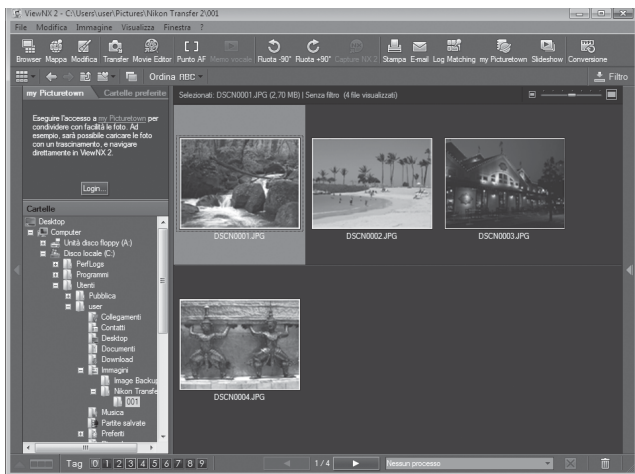 ViewNX 2 - C:\Users\user\Pictures\Nikon Transfer 2\001
File Modifica Immagine Visualizza Finestra ?
Browser Mappa Modifica Transfer Movie Editor Punto AF Memo vocale Ruota -90° Ruota +90° Capture NX 2 Stampa E-mail Log Matching my Picturetown Slideshow Conversione
Ordina ABC Filtro
my Picturetown Cartelle preferite
Selezionati: DSCN0001.JPG (2,70 MB) | Senza filtro (4 file visualizzati)
Eseguire l'accesso a my Picturetown per
condividere con facilità le foto. Ad
esempio, sarà possibile caricare le foto
con un trascinamento, e navigare
direttamente in ViewNX 2.
Login...
Cartelle
Desktop
Computer
Unità disco floppy (A:)
Disco locale (C:)
PerfLogs
Programmi
Utenti
Pubblica
user
Collegamenti
Contatti
Desktop
Documenti
Download
Immagini
Image Backup
Nikon Transfe
001
Musica
Partite salvate
Preferiti
DSCN0001.JPG
DSCN0002.JPG
DSCN0003.JPG
DSCN0004.JPG
Tag 0 1 2 3 4 5 6 7 8 9
1/4
Nessun processo